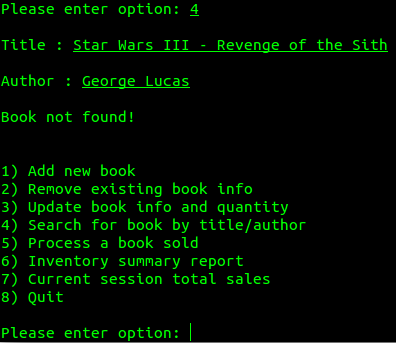 Please enter option: 4
Title : Star Wars III - Revenge of the Sith
Author : George Lucas
Book not found!
1) Add new book
2) Remove existing book info
3) Update book info and quantity
4) Search for book by title/author
5) Process a book sold
6) Inventory summary report
7) Current session total sales
8) Quit
Please enter option: